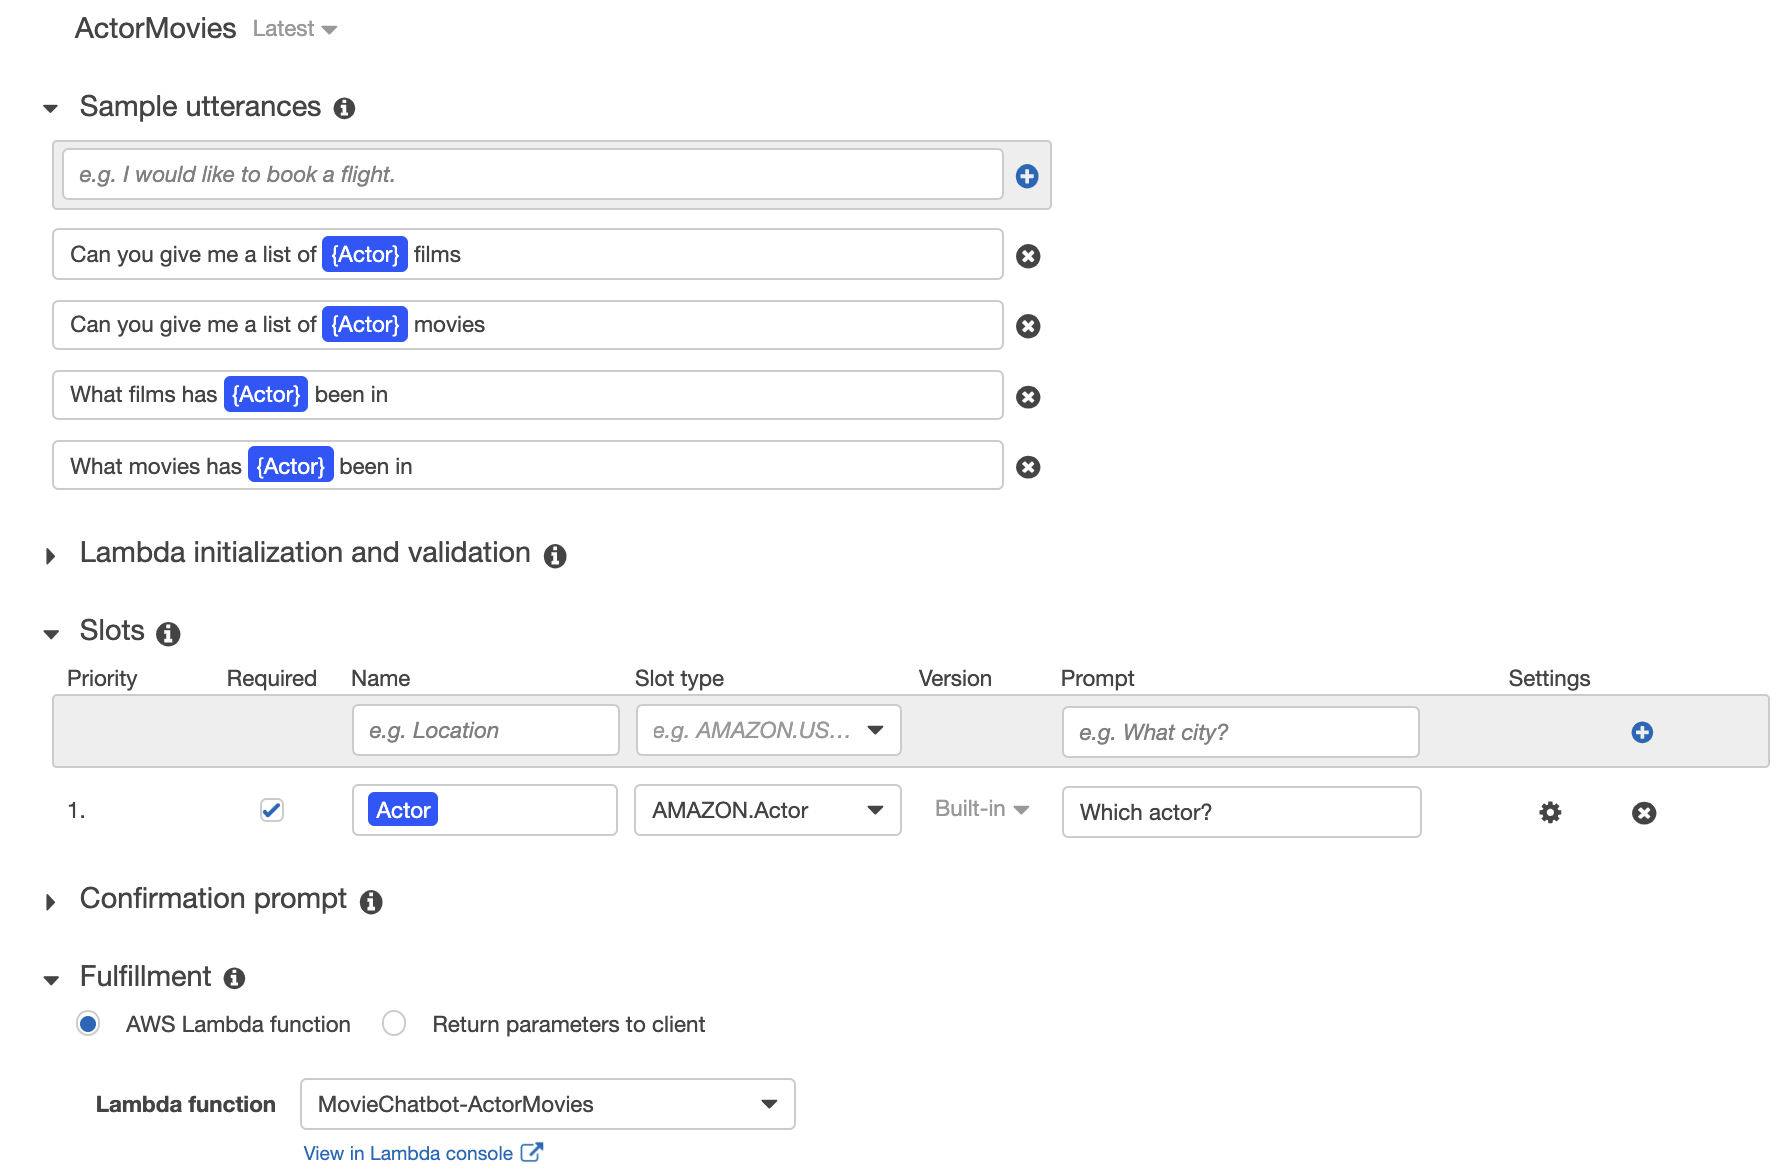 ActorMovies Latest
Sample utterances
e.g. I would like to book a flight.
Can you give me a list of {Actor} films
Can you give me a list of {Actor} movies
What films has {Actor} been in
What movies has {Actor} been in
Lambda initialization and validation
Slots
Priority Required Name Slot type Version Prompt Settings
e.g. Location e.g. AMAZON.US... e.g. What city?
1. Actor AMAZON.Actor Built-in Which actor?
Confirmation prompt
Fulfillment
AWS Lambda function Return parameters to client
Lambda function MovieChatbot-ActorMovies
View in Lambda console